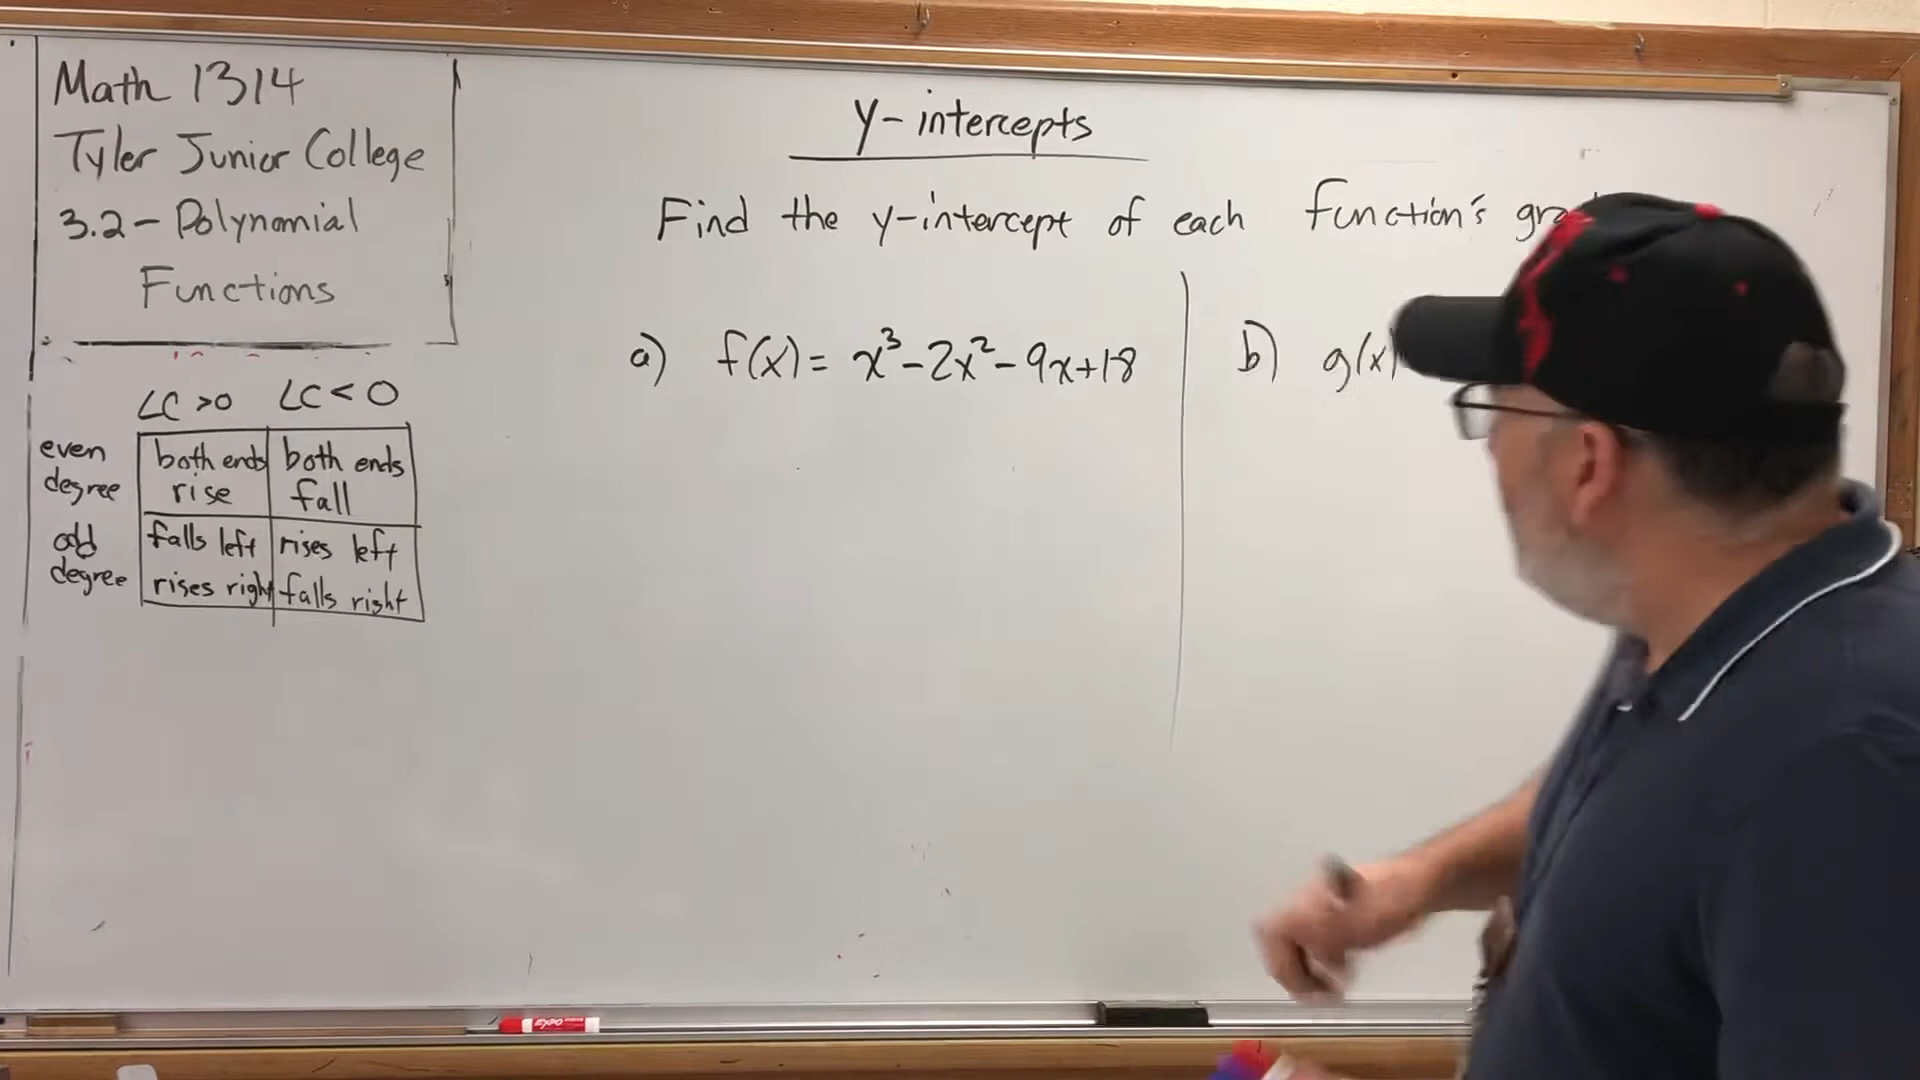 Math 1314
Tyler Junior College
3.2- Polynomial
Functions
LC >0 LC < 0
even degree
both ends rise
both ends fall
odd degree
falls left rises right
rises left falls right
y-intercepts
Find the y-intercept of each function's
a) f(x) = x³-2x²-9x+18
b) g(x)
EXPO